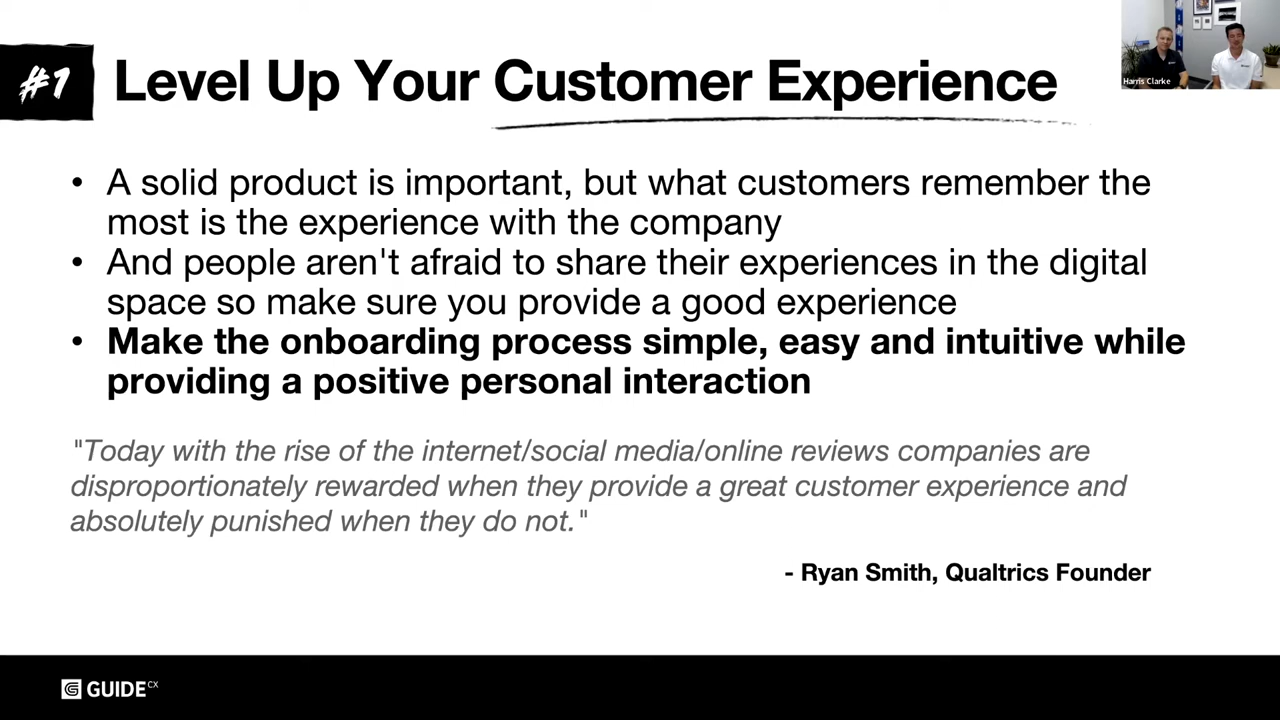 #1
Level Up Your Customer Experience
Harris Clarke
• A solid product is important, but what customers remember the
most is the experience with the company
• And people aren't afraid to share their experiences in the digital
space so make sure you provide a good experience
• Make the onboarding process simple, easy and intuitive while
providing a positive personal interaction
"Today with the rise of the internet/social media/online reviews companies are
disproportionately rewarded when they provide a great customer experience and
absolutely punished when they do not."
- Ryan Smith, Qualtrics Founder
GUIDECX